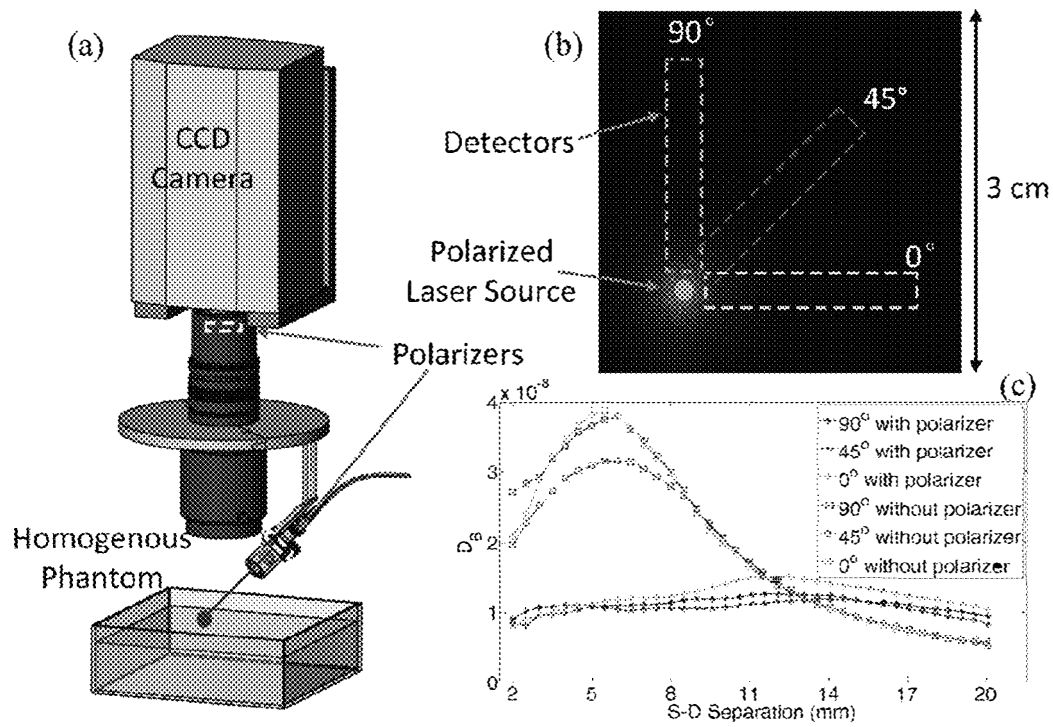 (a)
CCD
Camera
Polarizers
Homogenous
Phantom
(b)
90°
45°
0°
Detectors
Polarized
Laser Source
3 cm
(c)
x 10⁻⁸
4
3
2
1
0
D_B
2 5 8 11 14 17 20
S-D Separation (mm)
90° with polarizer
45° with polarizer
0° with polarizer
90° without polarizer
45° without polarizer
0° without polarizer